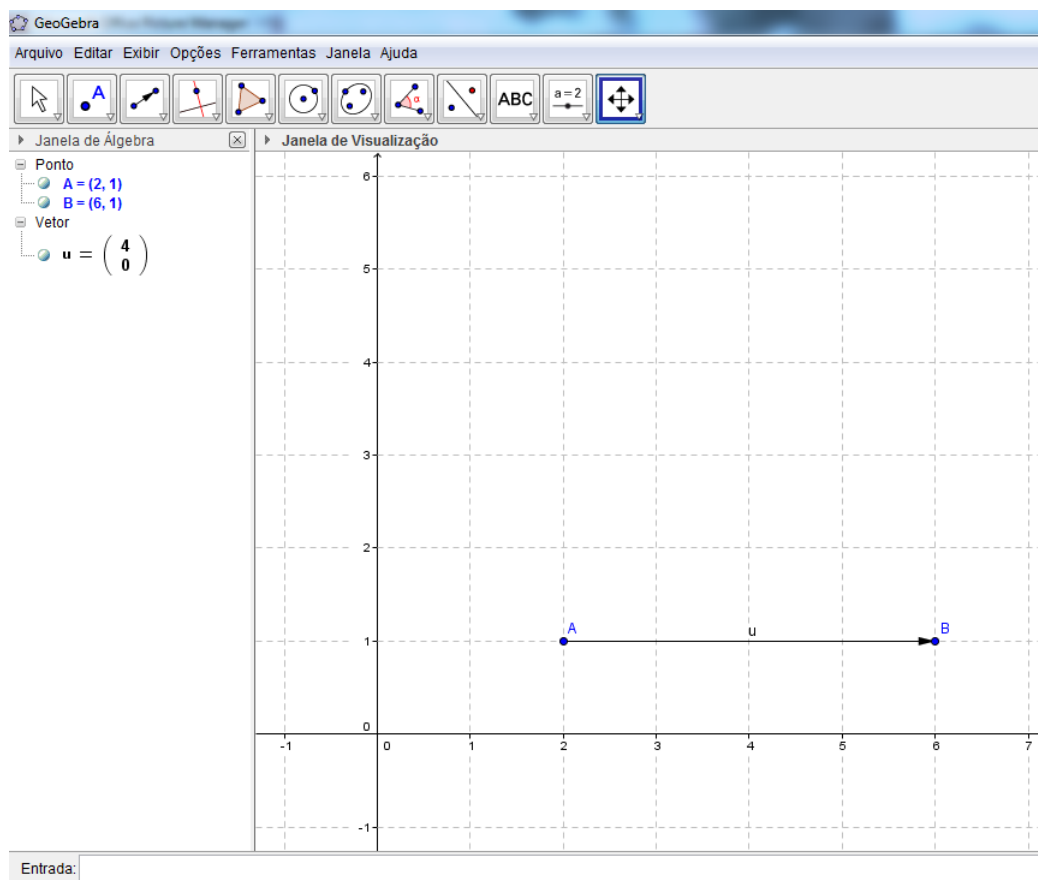 GeoGebra
Arquivo Editar Exibir Opções Ferramentas Janela Ajuda
A α ABC a=2
Janela de Álgebra
Janela de Visualização
Ponto
A = (2, 1)
B = (6, 1)
Vetor
u = ( 4
0 )
6
5
4
3
2
A u B
1
0
-1 0 1 2 3 4 5 6 7
-1
Entrada: